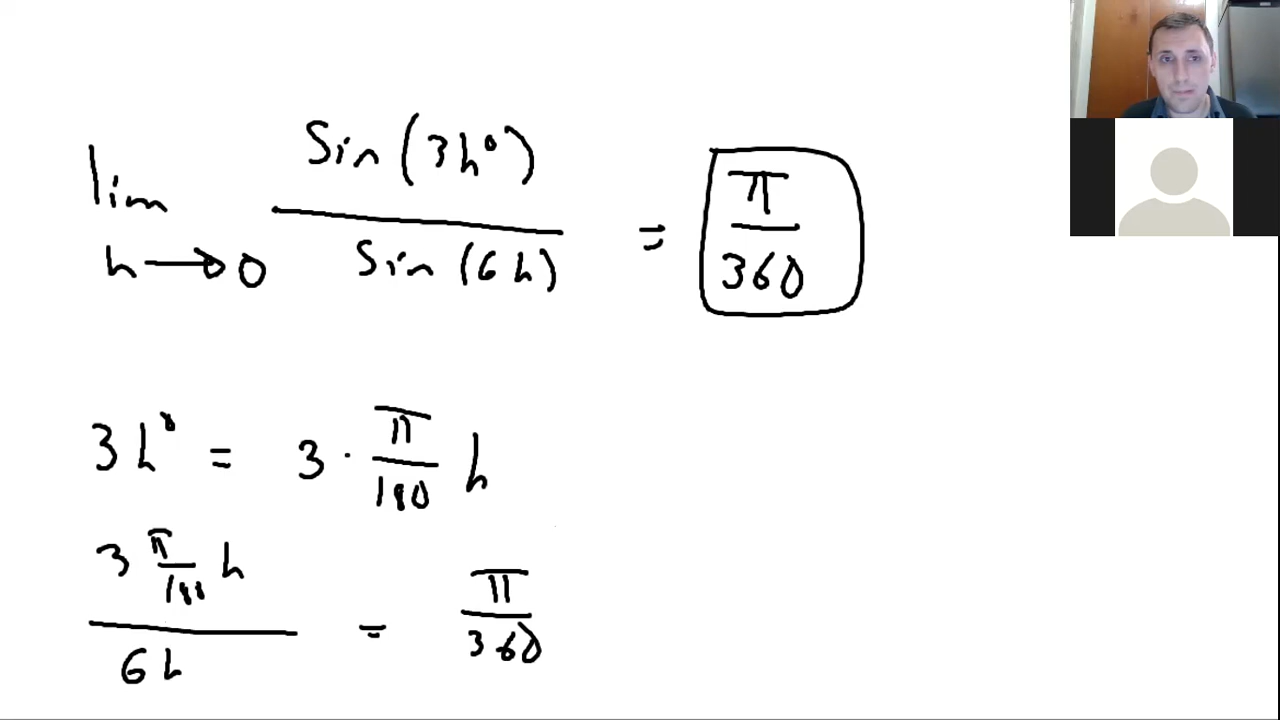 lim h→0 Sin(3h°) / Sin(6h) = π/360
3h° = 3 · π/180 h
3 π/180 h / 6h = π/360